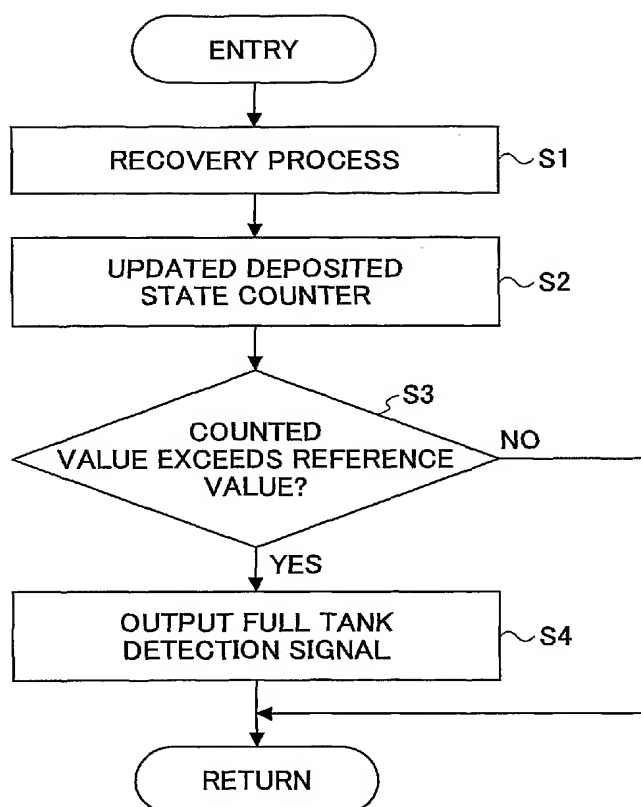 ENTRY
RECOVERY PROCESS
S1
UPDATED DEPOSITED
STATE COUNTER
S2
S3
COUNTED
VALUE EXCEEDS REFERENCE
VALUE?
NO
YES
OUTPUT FULL TANK
DETECTION SIGNAL
S4
RETURN